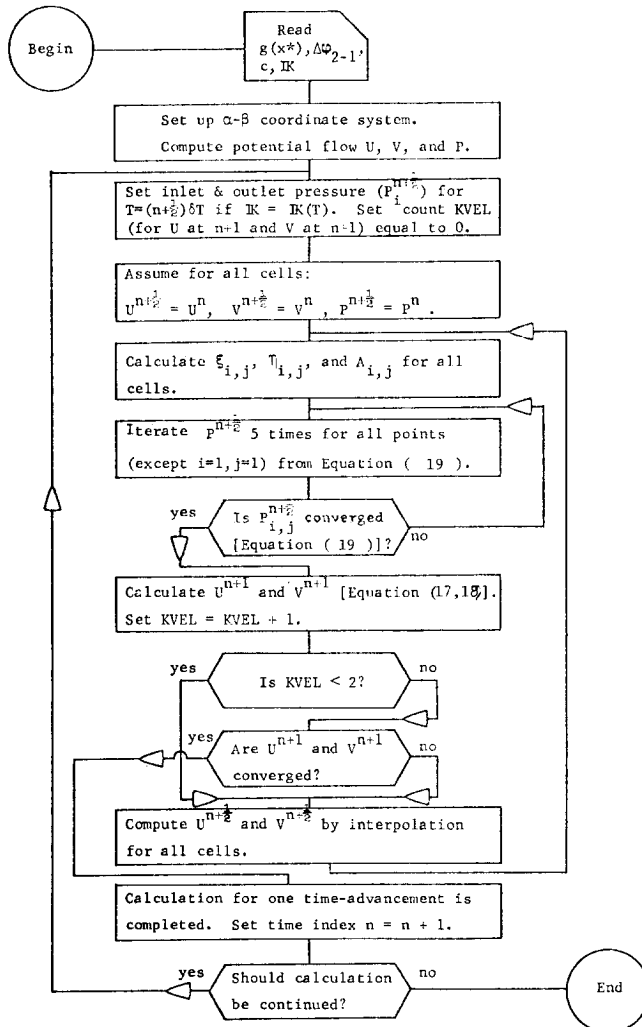 Begin
Read
g(x*), Δφ₂₋₁,
c, IK
Set up α-β coordinate system.
Compute potential flow U, V, and P.
Set inlet & outlet pressure (Pᵢⁿ⁺½) for
T=(n+½)δT if IK = IK(T). Set count KVEL
(for U at n+1 and V at n+1) equal to 0.
Assume for all cells:
Uⁿ⁺½ = Uⁿ, Vⁿ⁺½ = Vⁿ, Pⁿ⁺½ = Pⁿ.
Calculate ξᵢ,ⱼ, ηᵢ,ⱼ, and Aᵢ,ⱼ for all
cells.
Iterate Pⁿ⁺½ 5 times for all points
(except i=1,j=1) from Equation ( 19 ).
yes
Is Pᵢ,ⱼⁿ⁺½ converged
[Equation ( 19 )]?
no
Calculate Uⁿ⁺¹ and Vⁿ⁺¹ [Equation (17,18)].
Set KVEL = KVEL + 1.
yes
Is KVEL < 2?
no
yes
Are Uⁿ⁺¹ and Vⁿ⁺¹
converged?
no
Compute Uⁿ⁺½ and Vⁿ⁺½ by interpolation
for all cells.
Calculation for one time-advancement is
completed. Set time index n = n + 1.
yes
Should calculation
be continued?
no
End